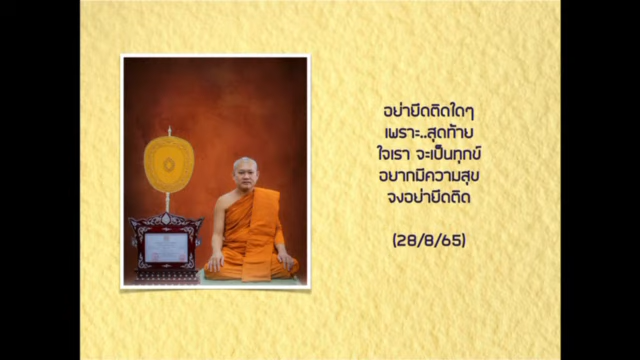 อย่ายึดติดใดๆ
เพราะ..สุดท้าย
ใจเรา จะเป็นทุกข์
อยากมีความสุข
จงอย่ายึดติด
(28/8/65)